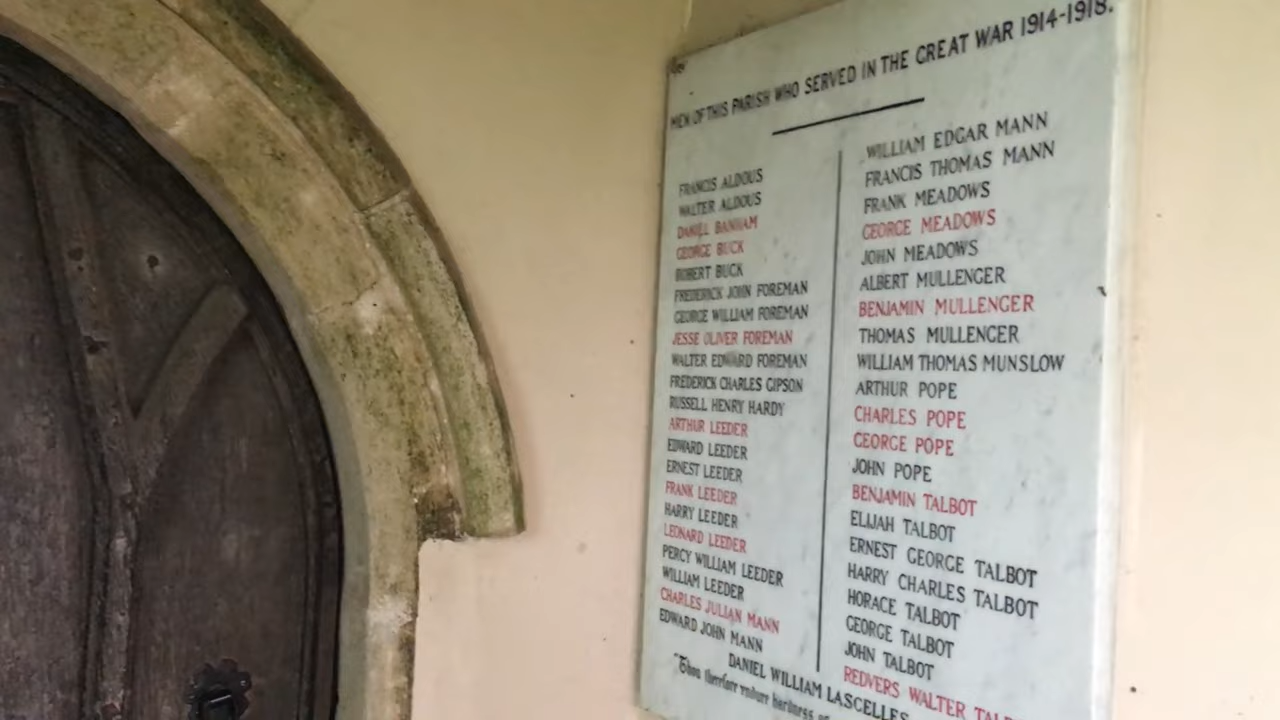 MEN OF THIS PARISH WHO SERVED IN THE GREAT WAR 1914-1918.
FRANCIS ALDOUS
WALTER ALDOUS
DANIEL BANHAM
GEORGE BUCK
ROBERT BUCK
FREDERICK JOHN FOREMAN
GEORGE WILLIAM FOREMAN
JESSE OLIVER FOREMAN
WALTER EDWARD FOREMAN
FREDERICK CHARLES GIPSON
RUSSELL HENRY HARDY
ARTHUR LEEDER
EDWARD LEEDER
ERNEST LEEDER
FRANK LEEDER
HARRY LEEDER
LEONARD LEEDER
PERCY WILLIAM LEEDER
WILLIAM LEEDER
CHARLES JULIAN MANN
EDWARD JOHN MANN
WILLIAM EDGAR MANN
FRANCIS THOMAS MANN
FRANK MEADOWS
GEORGE MEADOWS
JOHN MEADOWS
ALBERT MULLENGER
BENJAMIN MULLENGER
THOMAS MULLENGER
WILLIAM THOMAS MUNSLOW
ARTHUR POPE
CHARLES POPE
GEORGE POPE
JOHN POPE
BENJAMIN TALBOT
ELIJAH TALBOT
ERNEST GEORGE TALBOT
HARRY CHARLES TALBOT
HORACE TALBOT
GEORGE TALBOT
JOHN TALBOT
REDVERS WALTER
DANIEL WILLIAM LASCELLES
"Thou therefore endure hardness